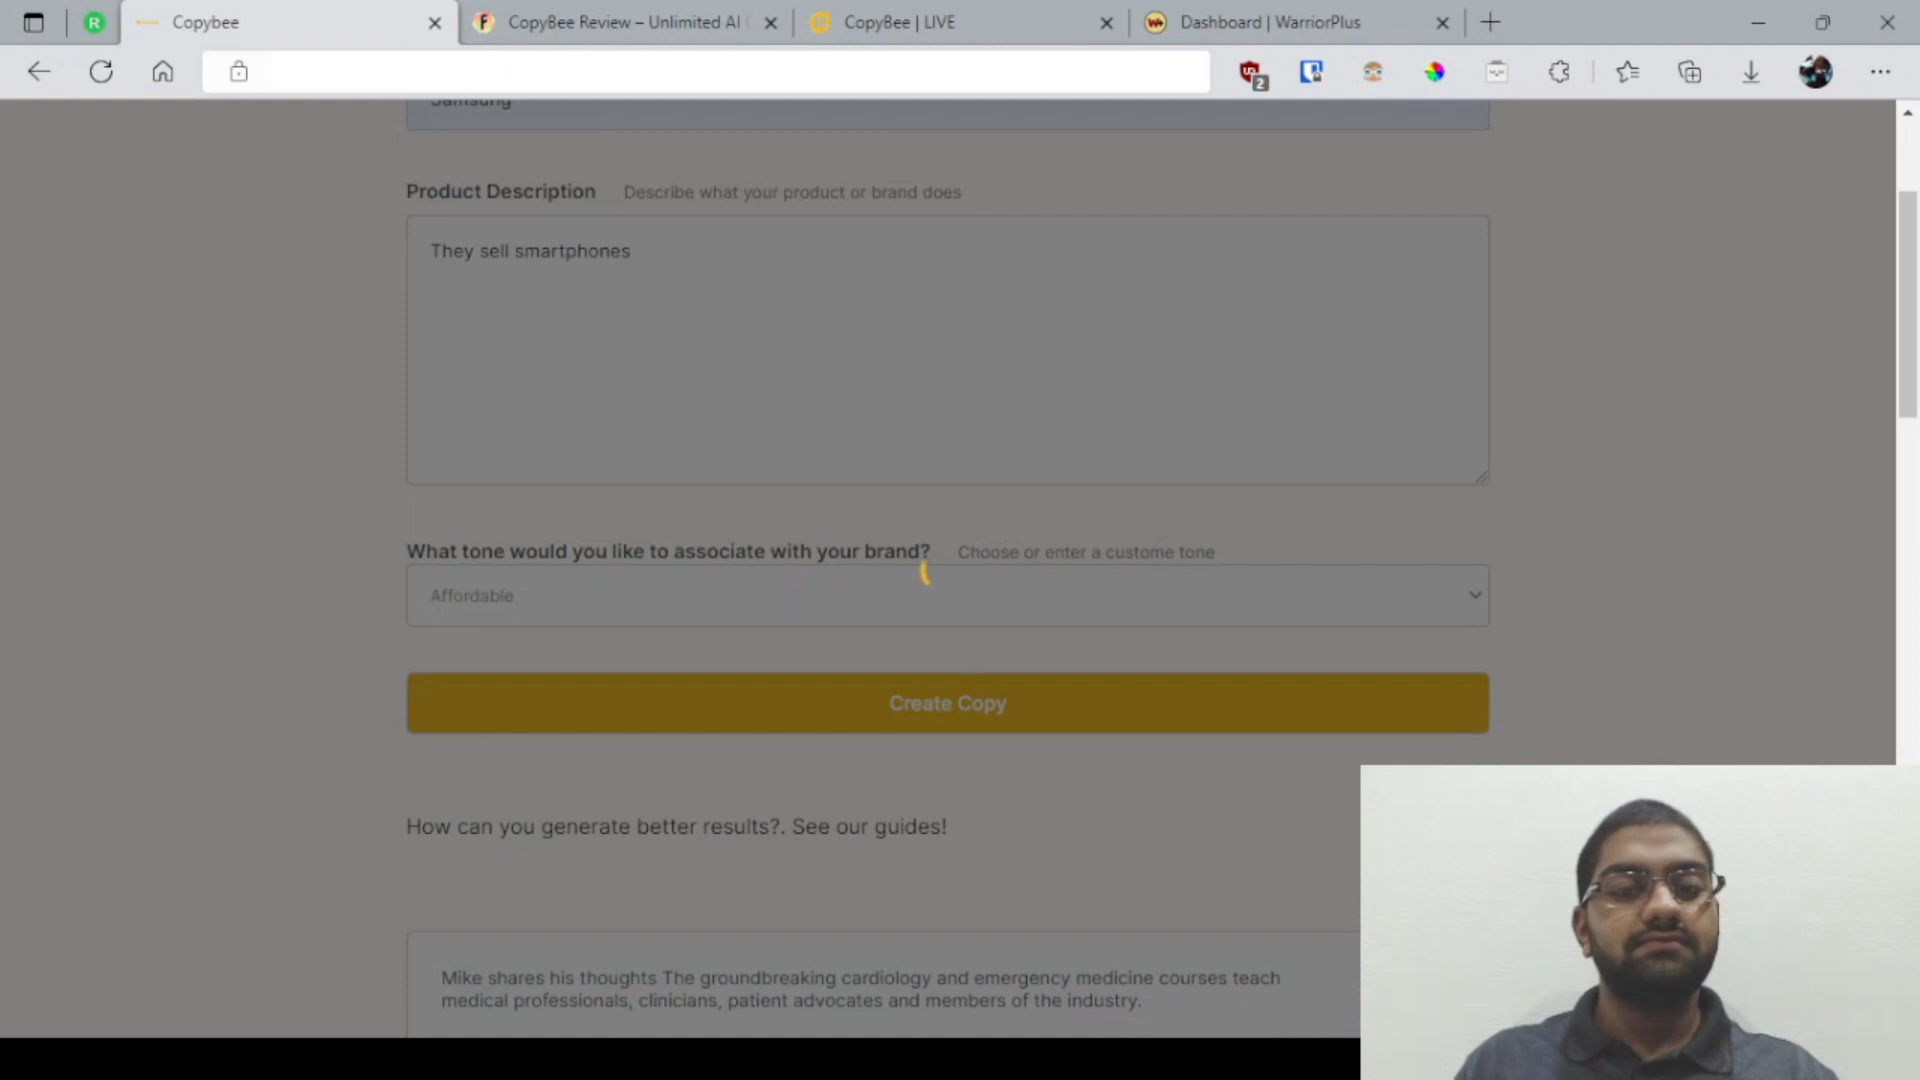 R
Copybee
CopyBee Review – Unlimited AI
CopyBee | LIVE
W+
Dashboard | WarriorPlus
2
Samsung
Product Description
Describe what your product or brand does
They sell smartphones
What tone would you like to associate with your brand?
Choose or enter a custome tone
Affordable
Create Copy
How can you generate better results?. See our guides!
Mike shares his thoughts The groundbreaking cardiology and emergency medicine courses teach
medical professionals, clinicians, patient advocates and members of the industry.